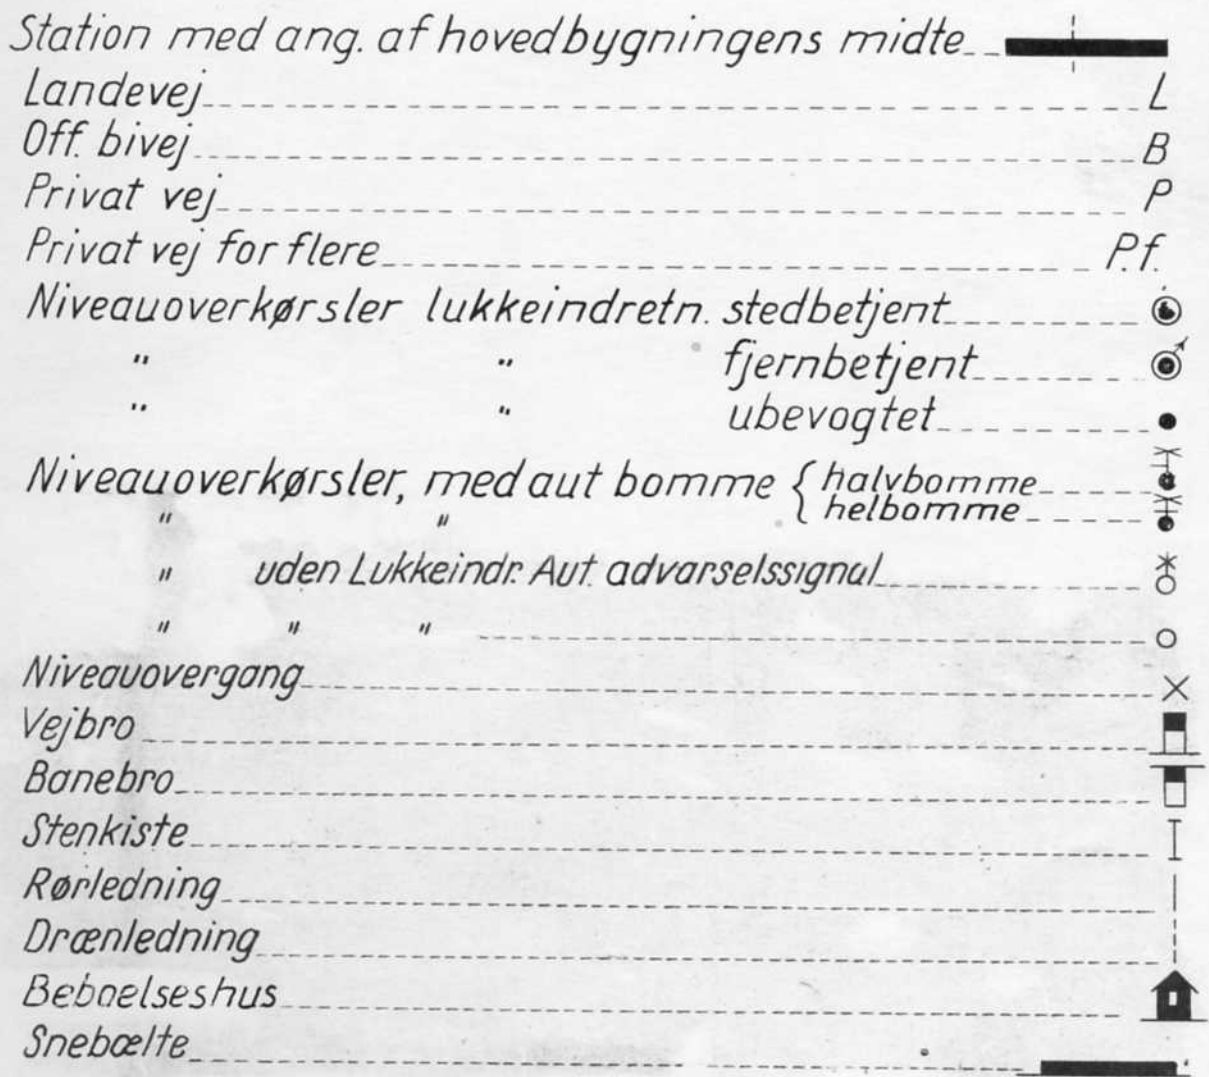 Station med ang. af hovedbygningens midte
Landevej L
Off. bivej B
Privat vej P
Privat vej for flere P.f.
Niveauoverkørsler lukkeindretn. stedbetjent
" " fjernbetjent
" " ubevogtet
Niveauoverkørsler, med aut bomme { halvbomme
" " { helbomme
" uden Lukkeindr. Aut. advarselssignal
" " "
Niveauovergang
Vejbro
Banebro
Stenkiste
Rørledning
Drænledning
Beboelseshus
Snebælte